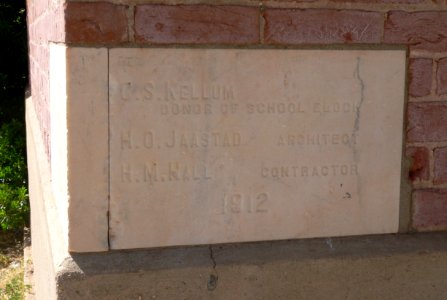 C. S. KELLUM
DONOR OF SCHOOL BLOCK
H. O. JAASTAD ARCHITECT
H. M. HALL CONTRACTOR
1912